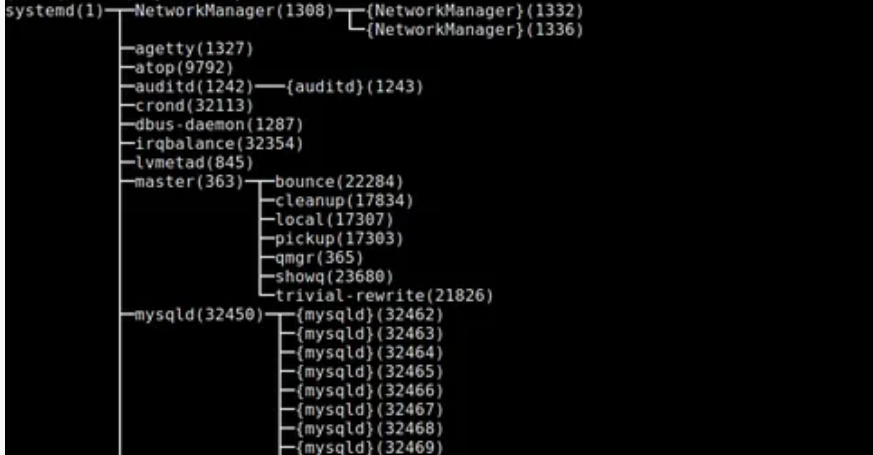 systemd(1)─┬─NetworkManager(1308)─┬─{NetworkManager}(1332)
└─{NetworkManager}(1336)
├─agetty(1327)
├─atop(9792)
├─auditd(1242)───{auditd}(1243)
├─crond(32113)
├─dbus-daemon(1287)
├─irqbalance(32354)
├─lvmetad(845)
├─master(363)─┬─bounce(22284)
├─cleanup(17834)
├─local(17307)
├─pickup(17303)
├─qmgr(365)
├─showq(23680)
└─trivial-rewrite(21826)
├─mysqld(32450)─┬─{mysqld}(32462)
├─{mysqld}(32463)
├─{mysqld}(32464)
├─{mysqld}(32465)
├─{mysqld}(32466)
├─{mysqld}(32467)
├─{mysqld}(32468)
├─{mysqld}(32469)